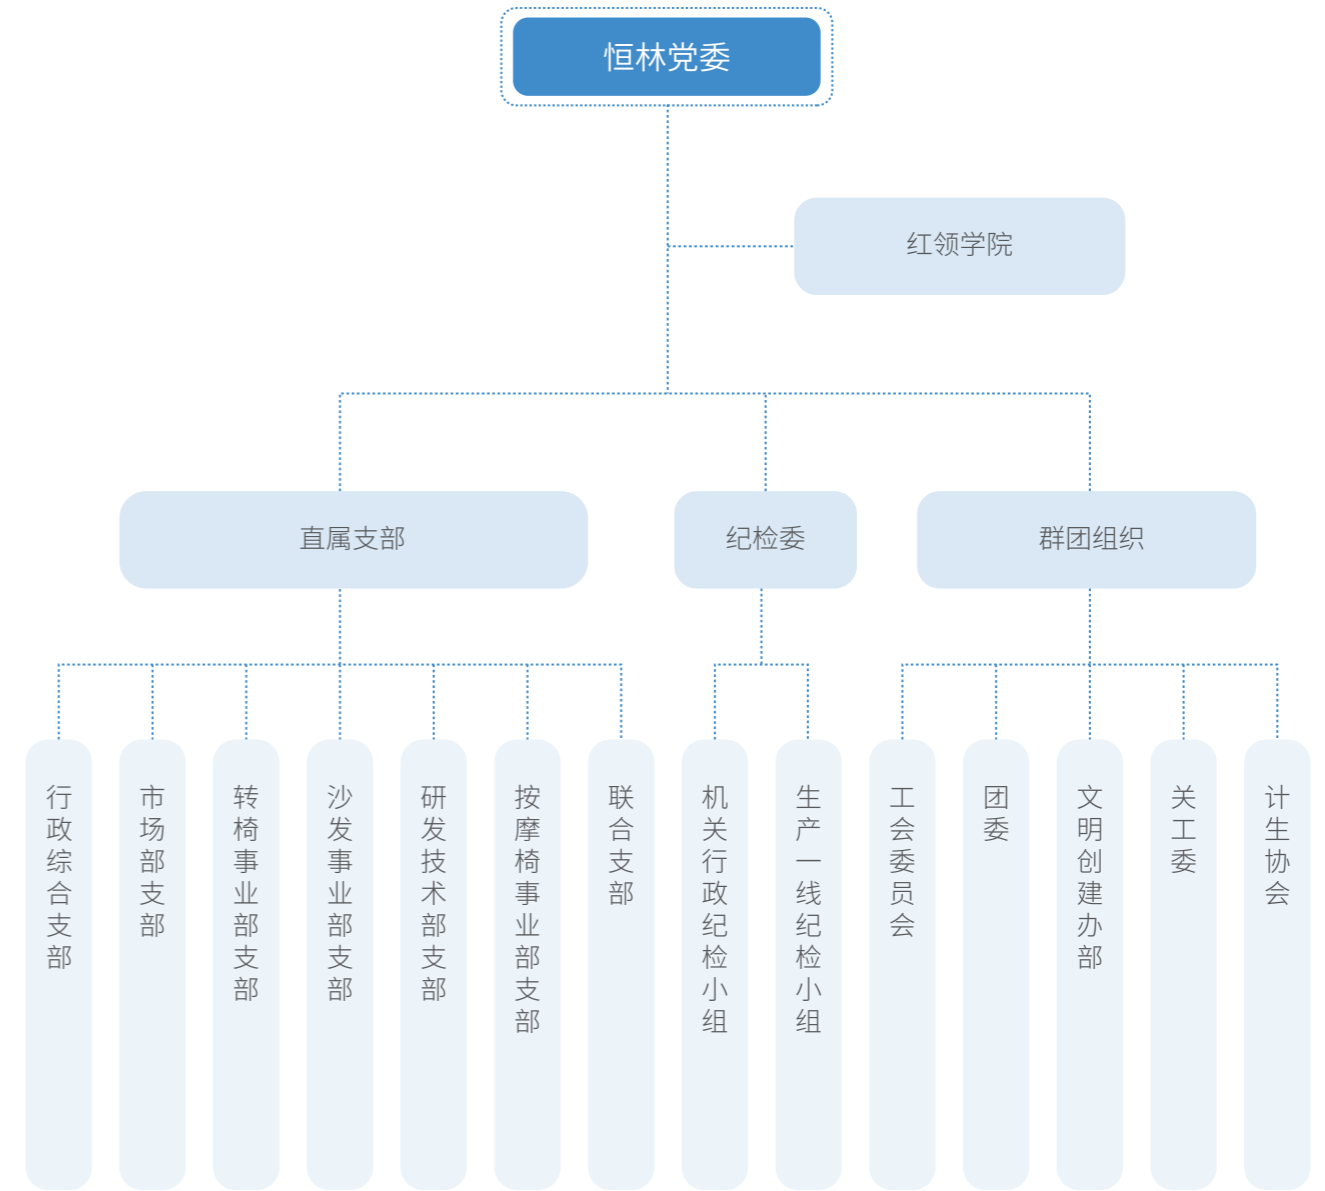 恒林党委
红领学院
直属支部
纪检委
群团组织
行政综合支部
市场部支部
转椅事业部支部
沙发事业部支部
研发技术部支部
按摩椅事业部支部
联合支部
机关行政纪检小组
生产一线纪检小组
工会委员会
团委
文明创建办部
关工委
计生协会